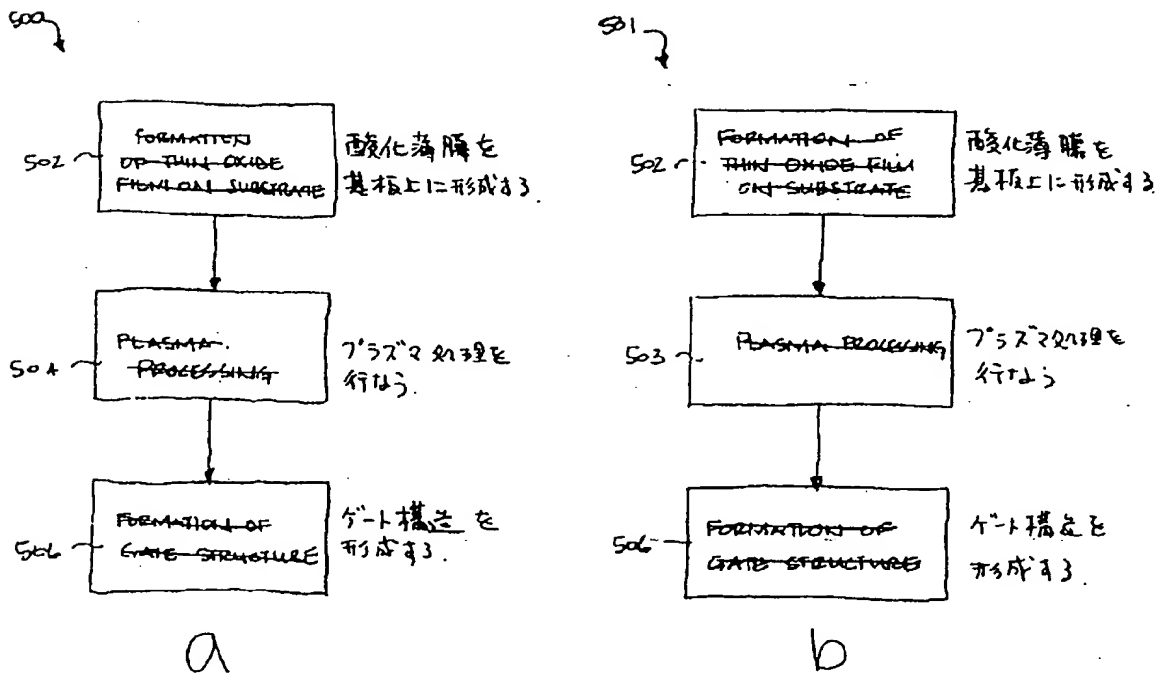 500
502
FORMATION
OF THIN OXIDE
FILM ON SUBSTRATE
酸化薄膜を
基板上に形成する.
504
PLASMA
PROCESSING
プラズマ処理を
行なう.
506
FORMATION OF
GATE STRUCTURE
ゲート構造を
形成する.
a
501
502
FORMATION OF
THIN OXIDE FILM
ON SUBSTRATE
酸化薄膜を
基板上に形成する
503
PLASMA PROCESSING
プラズマ処理を
行なう
506
FORMATION OF
GATE STRUCTURE
ゲート構造を
形成する.
b